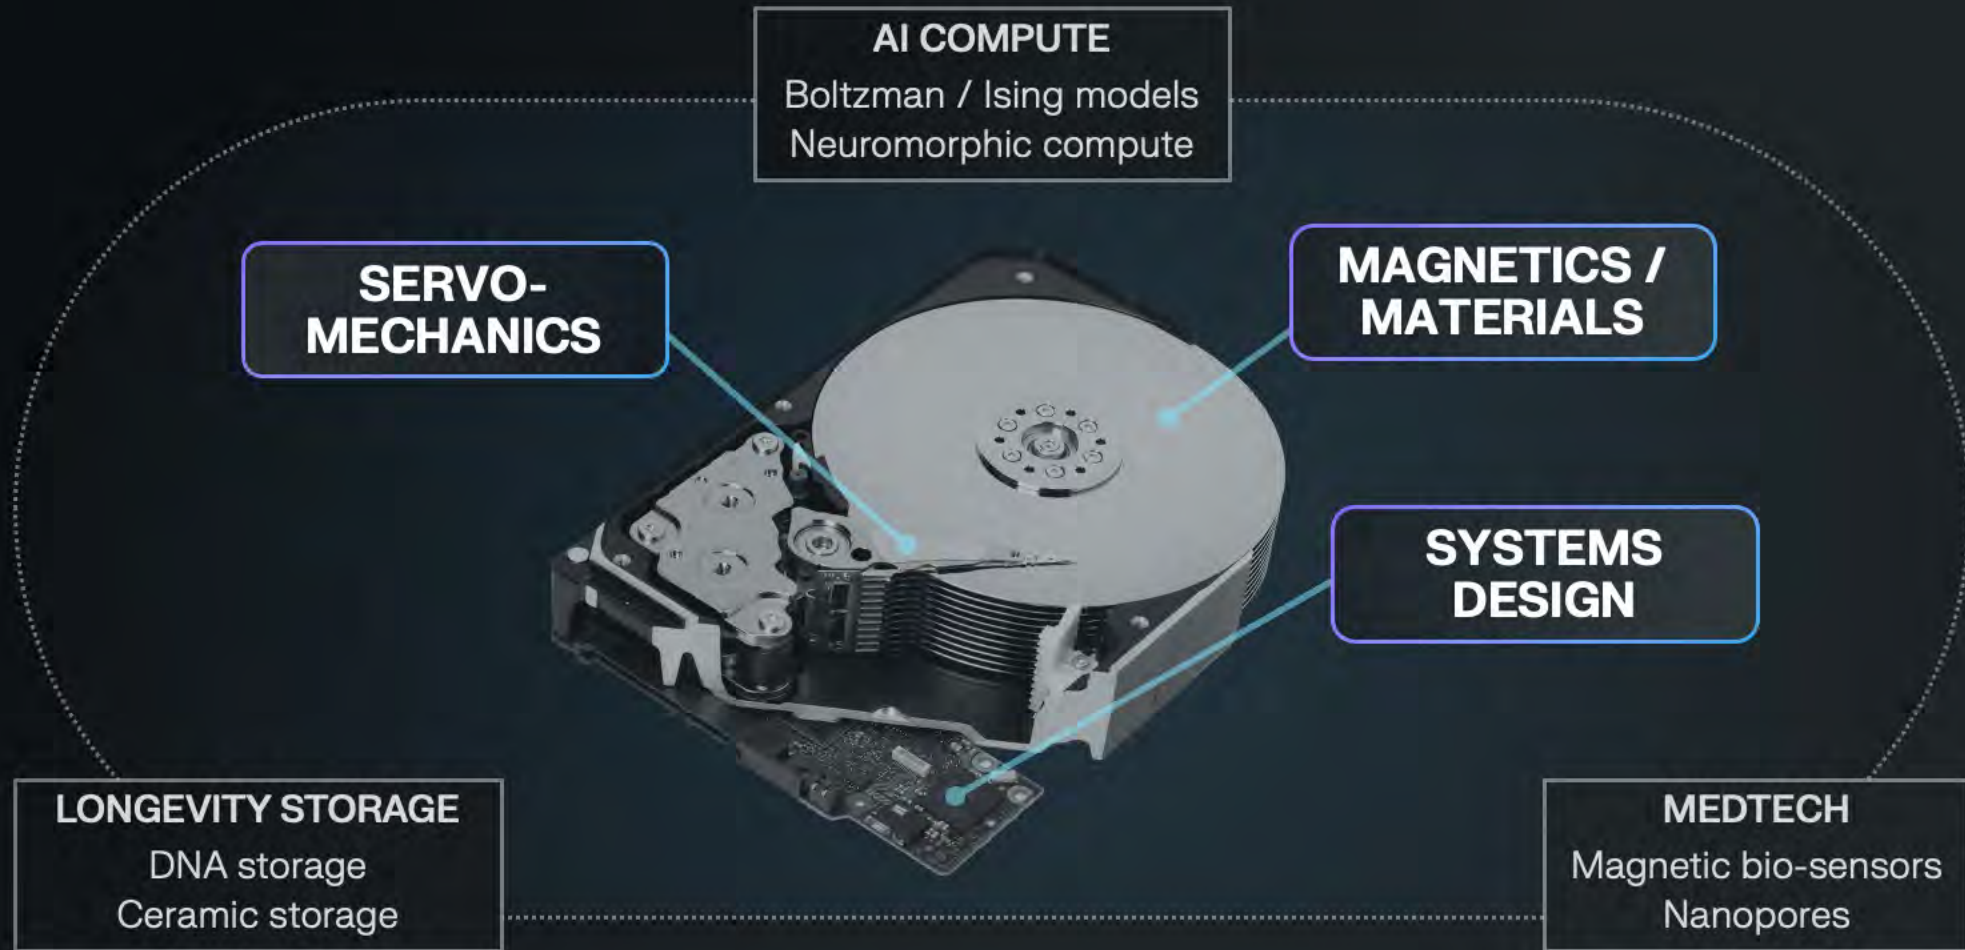 AI COMPUTE
Boltzman / Ising models
Neuromorphic compute
SERVO-
MECHANICS
MAGNETICS /
MATERIALS
SYSTEMS
DESIGN
LONGEVITY STORAGE
DNA storage
Ceramic storage
MEDTECH
Magnetic bio-sensors
Nanopores